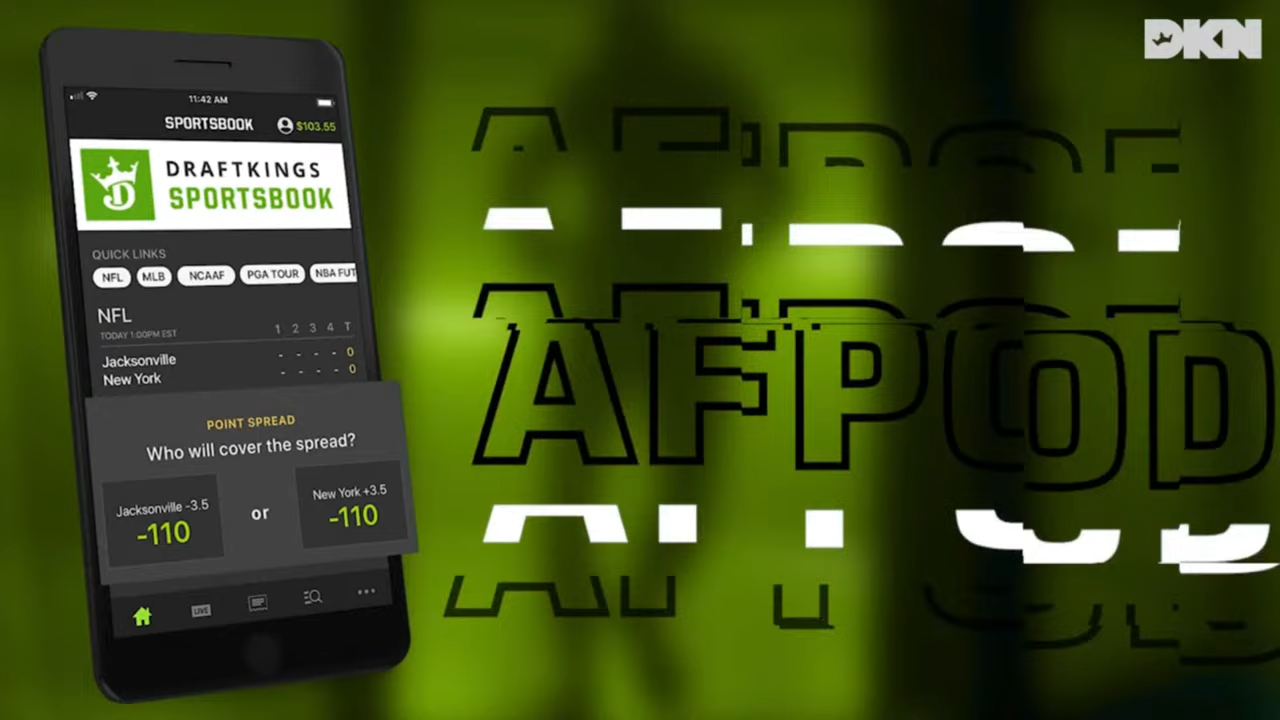 DKN
11:42 AM
SPORTSBOOK $103.55
DRAFTKINGS
SPORTSBOOK
QUICK LINKS
NFL MLB NCAAF PGA TOUR NBA FUT
NFL
TODAY 1:00PM EST 1 2 3 4 T
Jacksonville - - - - 0
New York - - - - 0
POINT SPREAD
Who will cover the spread?
Jacksonville -3.5
-110
or
New York +3.5
-110
LIVE
AFPOD